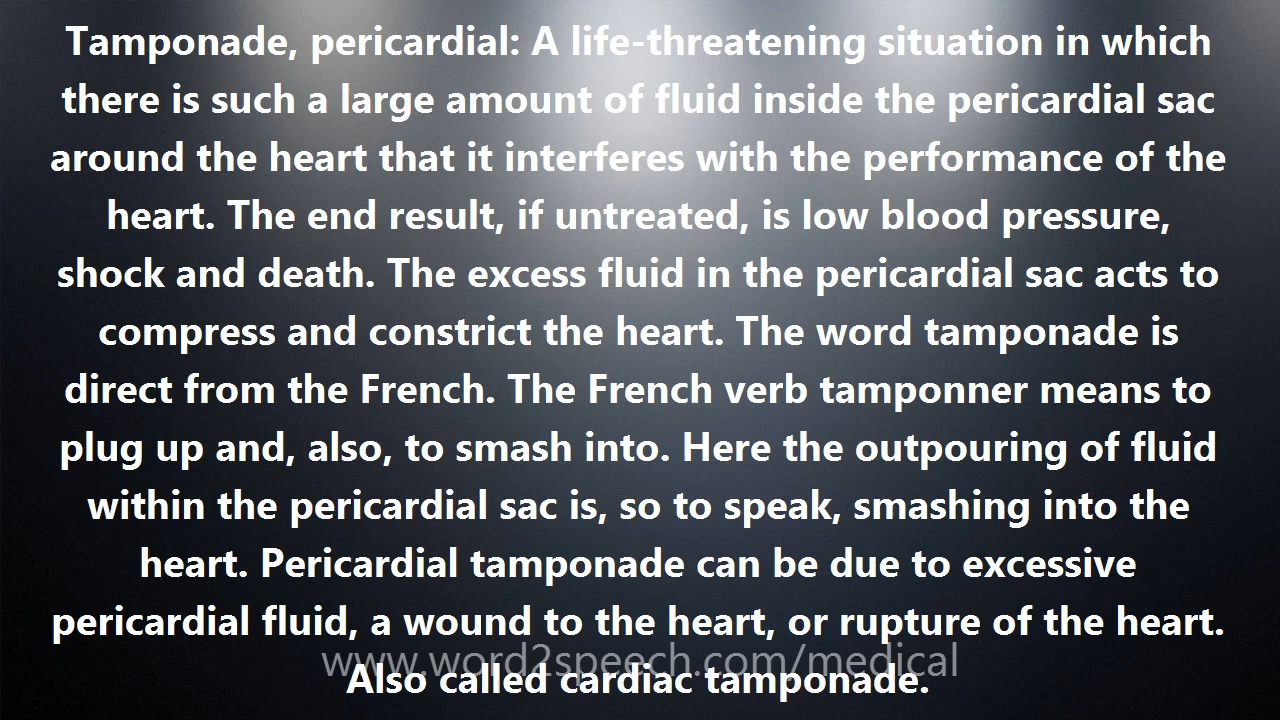 Tamponade, pericardial: A life-threatening situation in which
there is such a large amount of fluid inside the pericardial sac
around the heart that it interferes with the performance of the
heart. The end result, if untreated, is low blood pressure,
shock and death. The excess fluid in the pericardial sac acts to
compress and constrict the heart. The word tamponade is
direct from the French. The French verb tamponner means to
plug up and, also, to smash into. Here the outpouring of fluid
within the pericardial sac is, so to speak, smashing into the
heart. Pericardial tamponade can be due to excessive
pericardial fluid, a wound to the heart, or rupture of the heart.
www.word2speech.com/medical
Also called cardiac tamponade.